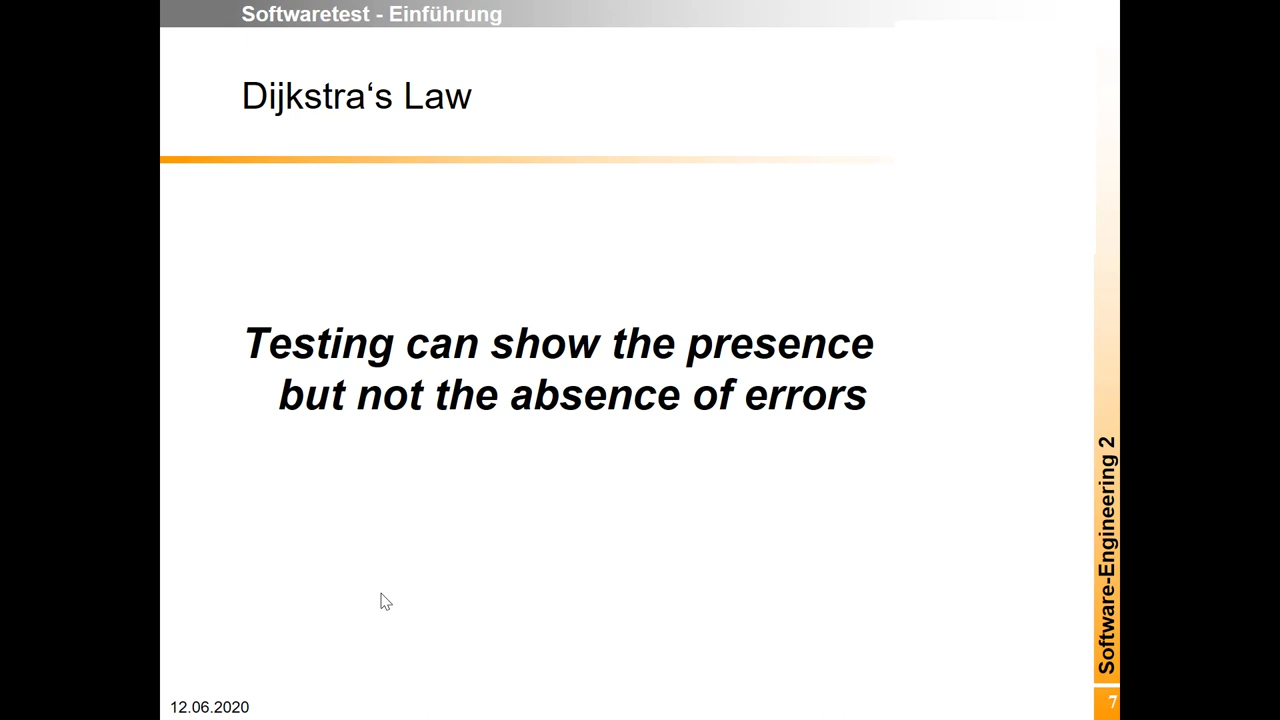 Softwaretest - Einführung
Dijkstra‘s Law
Testing can show the presence
but not the absence of errors
Software-Engineering 2
12.06.2020
7